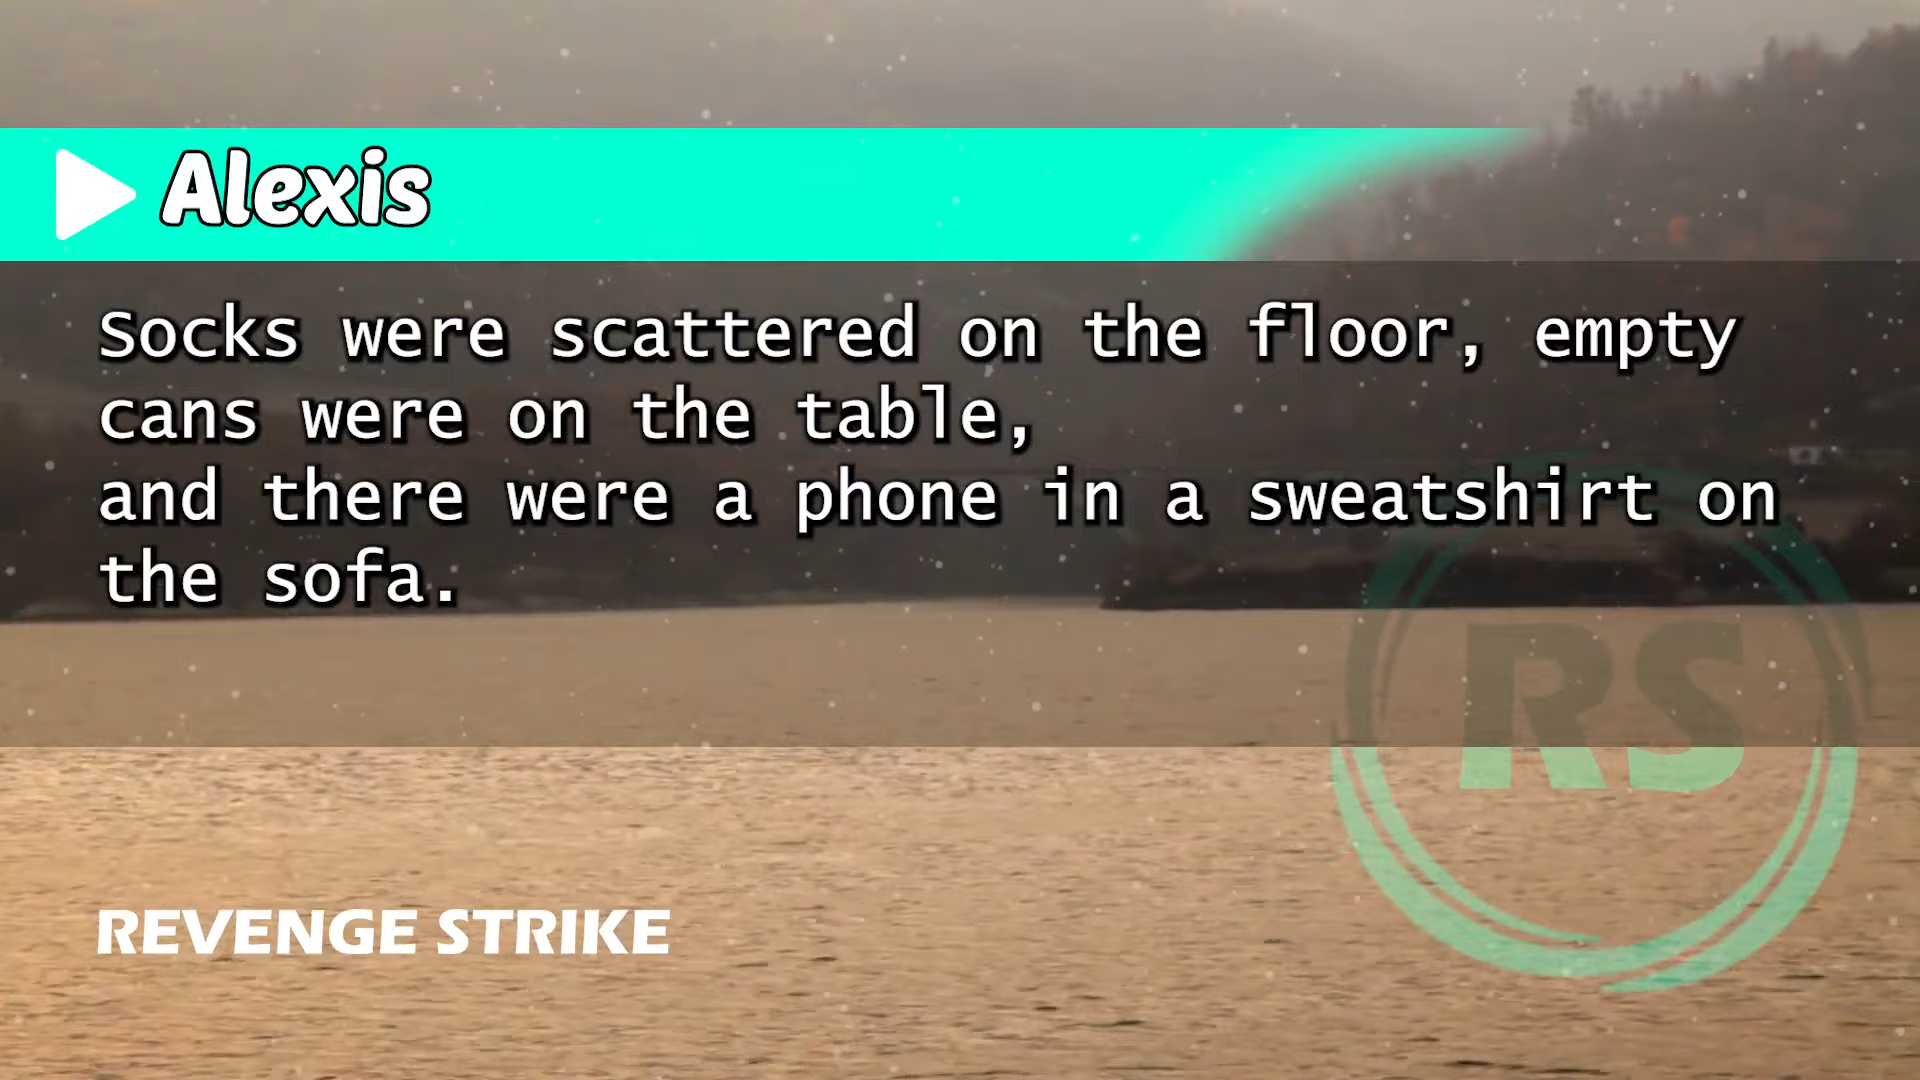 Alexis
Socks were scattered on the floor, empty
cans were on the table,
and there were a phone in a sweatshirt on
the sofa.
RS
REVENGE STRIKE